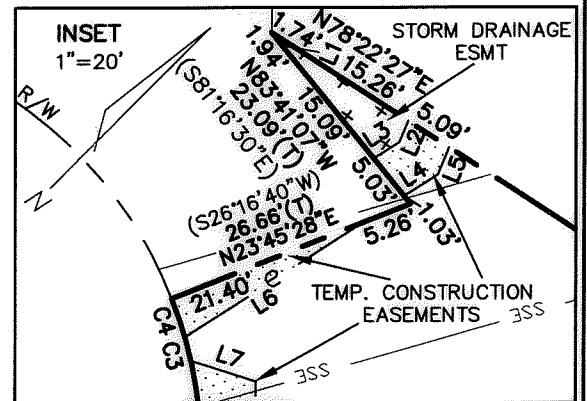 INSET
1"=20'
R/W
N
1.74'
L1
15.26'
N78°22'27"E
5.09'
STORM DRAINAGE
ESMT
1.94'
15.09'
5.03'
N83°41'07"W
23.09'(T)
(S81°16'30"E)
L3
L2
L4
L5
1.03'
5.26'
(S26°16'40"W)
26.66'(T)
N23°45'28"E
21.40'
e
L6
TEMP. CONSTRUCTION
EASEMENTS
C4
C3
L7
SSE
SSE